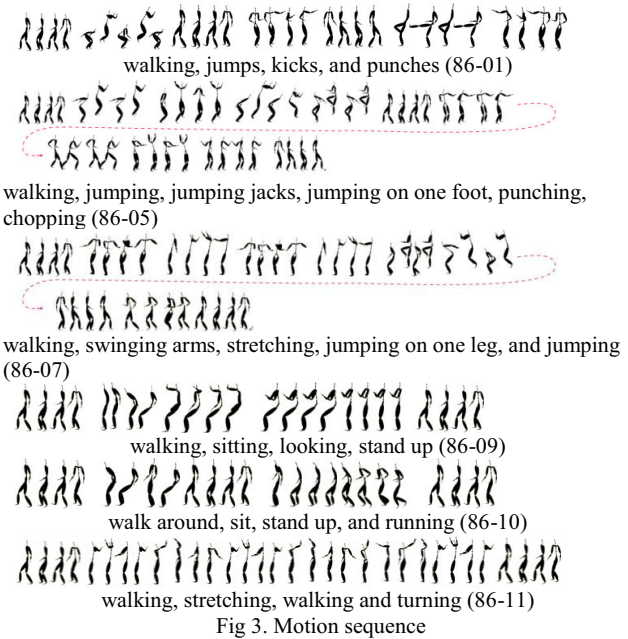 walking, jumps, kicks, and punches (86-01)
walking, jumping, jumping jacks, jumping on one foot, punching,
chopping (86-05)
walking, swinging arms, stretching, jumping on one leg, and jumping
(86-07)
walking, sitting, looking, stand up (86-09)
walk around, sit, stand up, and running (86-10)
walking, stretching, walking and turning (86-11)
Fig 3. Motion sequence